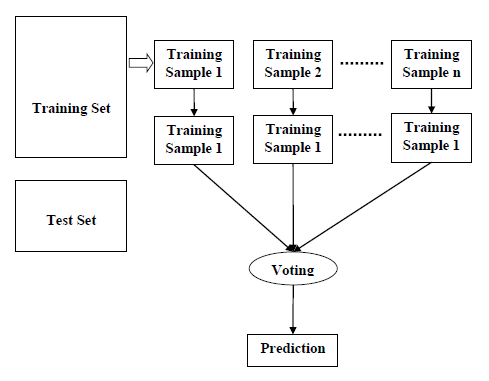 Training Set
Training
Sample 1
Training
Sample 2
.........
Training
Sample n
Training
Sample 1
Training
Sample 1
.........
Training
Sample 1
Test Set
Voting
Prediction